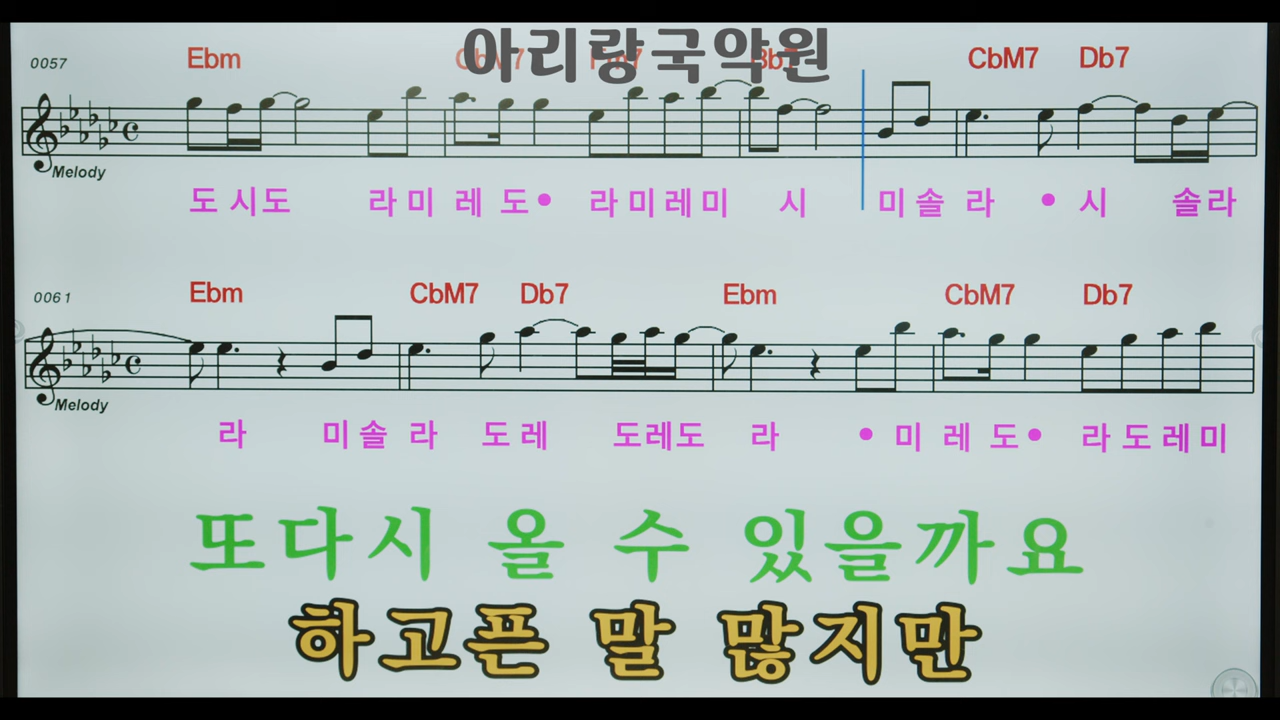 아리랑국악원
0057 Ebm Bb7 CbM7 Db7
Melody
도 시도 라미 레 도• 라미레미 시 미솔 라 • 시 솔라
0061 Ebm CbM7 Db7 Ebm CbM7 Db7
Melody
라 미솔 라 도레 도레도 라 • 미 레 도• 라도레미
또다시 올 수 있을까요
하고픈 말 많지만